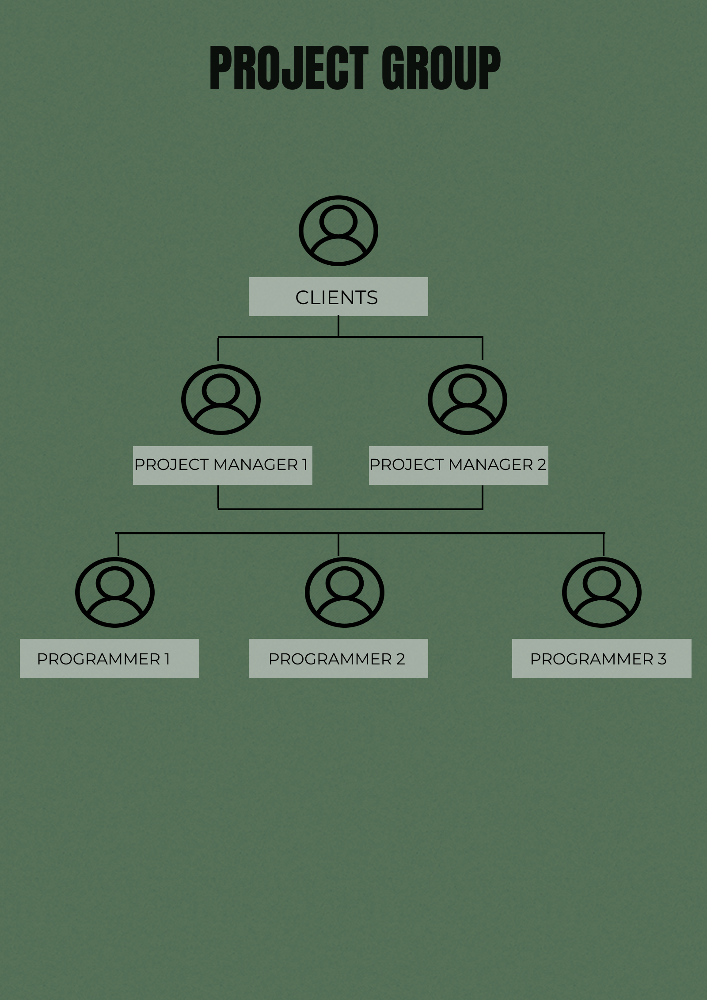 PROJECT GROUP
CLIENTS
PROJECT MANAGER 1
PROJECT MANAGER 2
PROGRAMMER 1
PROGRAMMER 2
PROGRAMMER 3